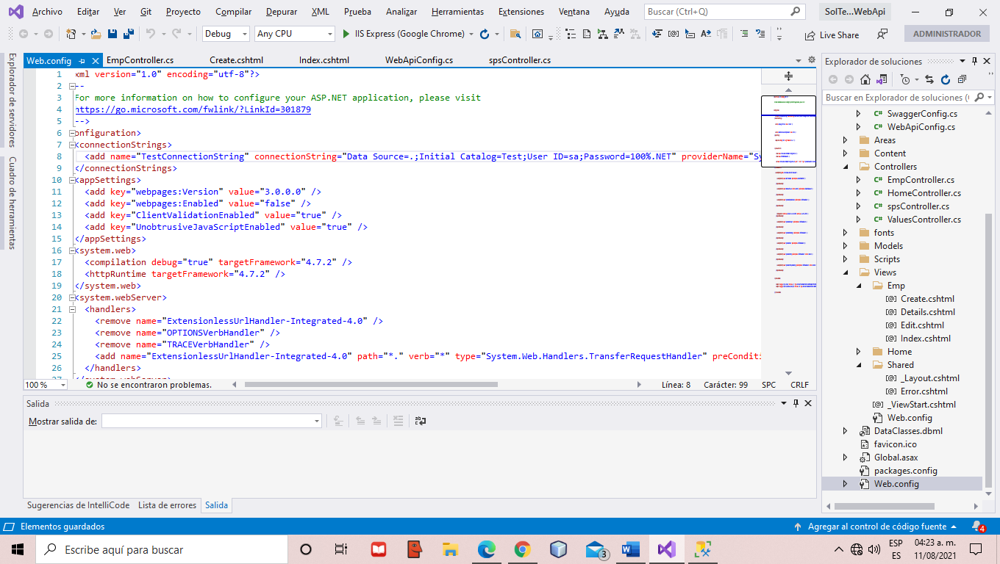 Archivo Editar Ver Git Proyecto Compilar Depurar XML Prueba Analizar Herramientas Extensiones Ventana Ayuda Buscar (Ctrl+Q) SolTe...WebApi
Debug Any CPU IIS Express (Google Chrome) Live Share ADMINISTRADOR
Explorador de servidores
Cuadro de herramientas
Web.config EmpController.cs Create.cshtml Index.cshtml WebApiConfig.cs spsController.cs
1 xml version="1.0" encoding="utf-8"?>
2 --
3 For more information on how to configure your ASP.NET application, please visit
4 https://go.microsoft.com/fwlink/?LinkId=301879
5 -->
6 onfiguration>
7 <connectionStrings>
8 <add name="TestConnectionString" connectionString="Data Source=.;Initial Catalog=Test;User ID=sa;Password=100%.NET" providerName="Sy
9 </connectionStrings>
10 <appSettings>
11 <add key="webpages:Version" value="3.0.0.0" />
12 <add key="webpages:Enabled" value="false" />
13 <add key="ClientValidationEnabled" value="true" />
14 <add key="UnobtrusiveJavaScriptEnabled" value="true" />
15 </appSettings>
16 <system.web>
17 <compilation debug="true" targetFramework="4.7.2" />
18 <httpRuntime targetFramework="4.7.2" />
19 </system.web>
20 <system.webServer>
21 <handlers>
22 <remove name="ExtensionlessUrlHandler-Integrated-4.0" />
23 <remove name="OPTIONSVerbHandler" />
24 <remove name="TRACEVerbHandler" />
25 <add name="ExtensionlessUrlHandler-Integrated-4.0" path="*." verb="*" type="System.Web.Handlers.TransferRequestHandler" preConditi
26 </handlers>
100 % No se encontraron problemas. Línea: 8 Carácter: 99 SPC CRLF
Salida
Mostrar salida de:
Sugerencias de IntelliCode Lista de errores Salida
Explorador de soluciones
Buscar en Explorador de soluciones (
SwaggerConfig.cs
WebApiConfig.cs
Areas
Content
Controllers
EmpController.cs
HomeController.cs
spsController.cs
ValuesController.cs
fonts
Models
Scripts
Views
Emp
Create.cshtml
Details.cshtml
Edit.cshtml
Index.cshtml
Home
Shared
_Layout.cshtml
Error.cshtml
_ViewStart.cshtml
Web.config
DataClasses.dbml
favicon.ico
Global.asax
packages.config
Web.config
Elementos guardados Agregar al control de código fuente 4
Escribe aquí para buscar 3 ESP ES 04:23 a. m. 11/08/2021